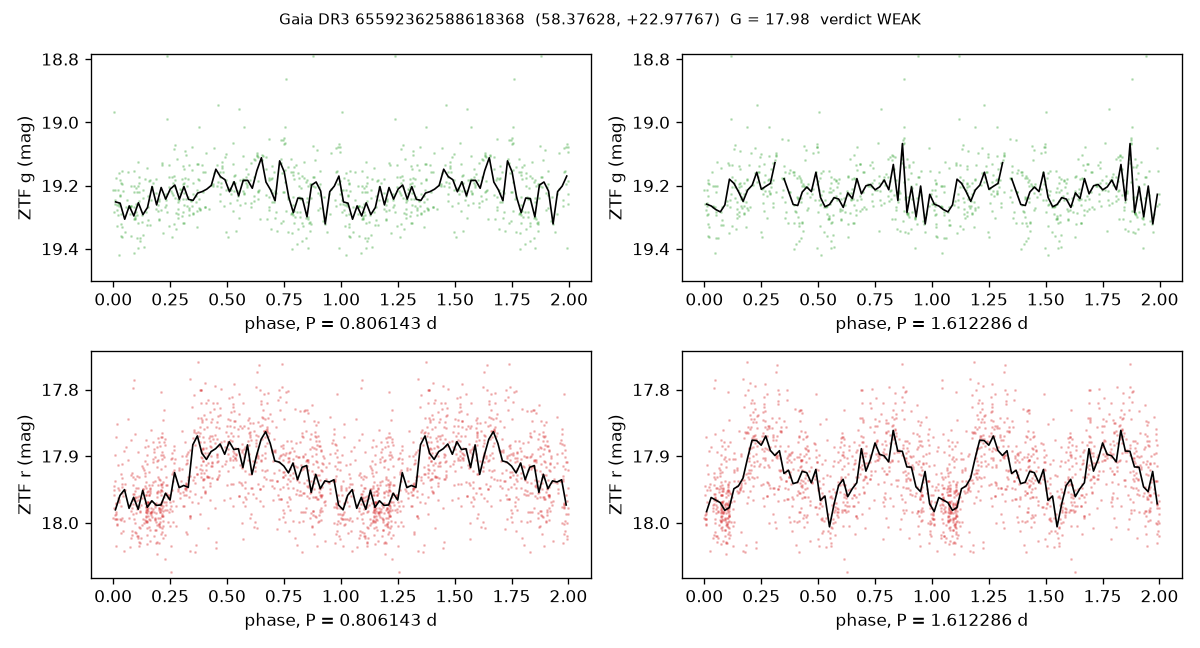 Gaia DR3 65592362588618368  (58.37628, +22.97767)  G = 17.98  verdict WEAK
ZTF g (mag)
18.8
19.0
19.2
19.4
0.00 0.25 0.50 0.75 1.00 1.25 1.50 1.75 2.00
phase, P = 0.806143 d
ZTF g (mag)
18.8
19.0
19.2
19.4
0.00 0.25 0.50 0.75 1.00 1.25 1.50 1.75 2.00
phase, P = 1.612286 d
ZTF r (mag)
17.8
17.9
18.0
0.00 0.25 0.50 0.75 1.00 1.25 1.50 1.75 2.00
phase, P = 0.806143 d
ZTF r (mag)
17.8
17.9
18.0
0.00 0.25 0.50 0.75 1.00 1.25 1.50 1.75 2.00
phase, P = 1.612286 d